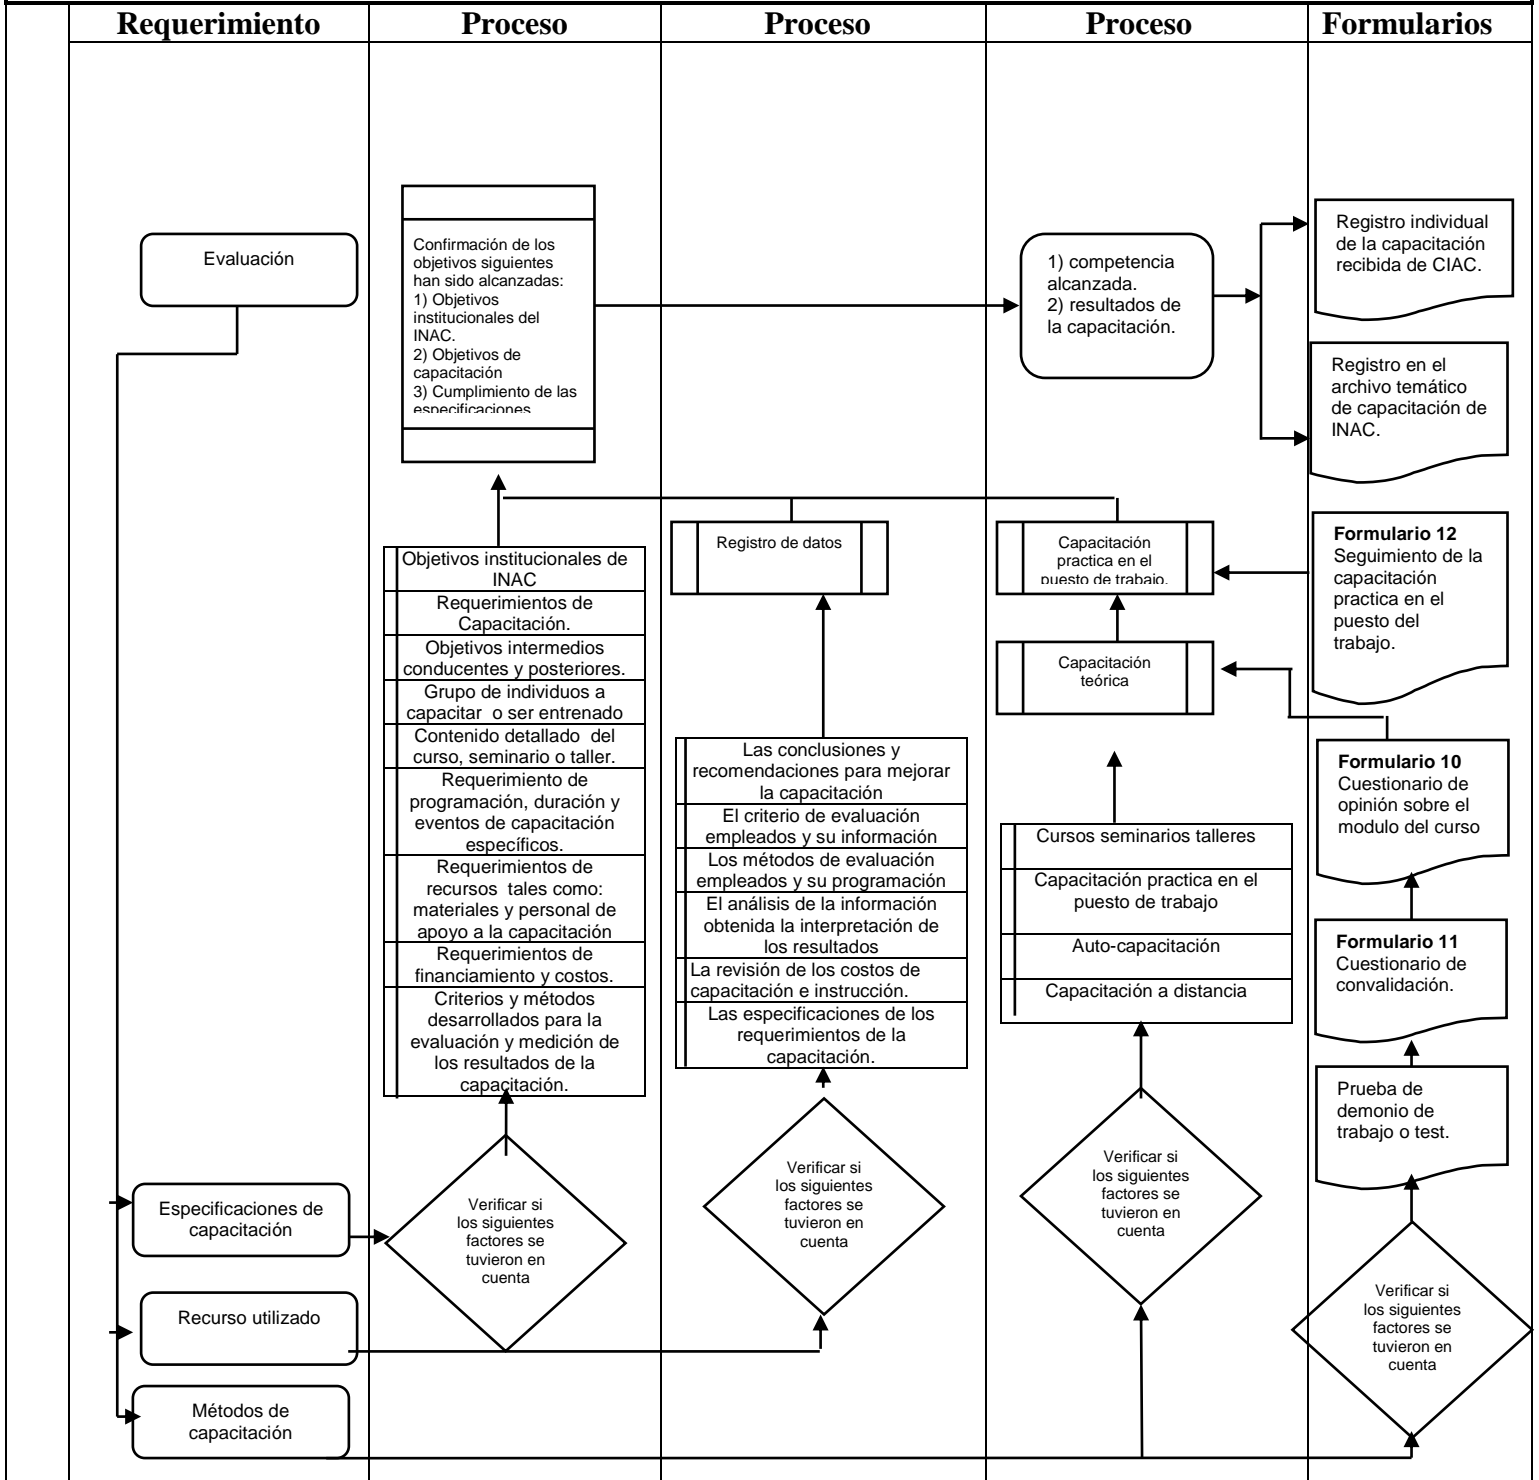 Requerimiento
Proceso
Proceso
Proceso
Formularios
Evaluación
Especificaciones de
capacitación
Recurso utilizado
Métodos de
capacitación
Confirmación de los
objetivos siguientes
han sido alcanzadas:
1) Objetivos
institucionales del
INAC.
2) Objetivos de
capacitación
3) Cumplimiento de las
especificaciones
Objetivos institucionales de
INAC
Requerimientos de
Capacitación.
Objetivos intermedios
conducentes y posteriores.
Grupo de individuos a
capacitar o ser entrenado
Contenido detallado del
curso, seminario o taller.
Requerimiento de
programación, duración y
eventos de capacitación
específicos.
Requerimientos de
recursos tales como:
materiales y personal de
apoyo a la capacitación
Requerimientos de
financiamiento y costos.
Criterios y métodos
desarrollados para la
evaluación y medición de
los resultados de la
capacitación.
Verificar si
los siguientes
factores se
tuvieron en
cuenta
Registro de datos
Las conclusiones y
recomendaciones para mejorar
la capacitación
El criterio de evaluación
empleados y su información
Los métodos de evaluación
empleados y su programación
El análisis de la información
obtenida la interpretación de
los resultados
La revisión de los costos de
capacitación e instrucción.
Las especificaciones de los
requerimientos de la
capacitación.
Verificar si
los siguientes
factores se
tuvieron en
cuenta
1) competencia
alcanzada.
2) resultados de
la capacitación.
Capacitación
practica en el
puesto de trabajo.
Capacitación
teórica
Cursos seminarios talleres
Capacitación practica en el
puesto de trabajo
Auto-capacitación
Capacitación a distancia
Verificar si
los siguientes
factores se
tuvieron en
cuenta
Registro individual
de la capacitación
recibida de CIAC.
Registro en el
archivo temático
de capacitación de
INAC.
Formulario 12
Seguimiento de la
capacitación
practica en el
puesto del
trabajo.
Formulario 10
Cuestionario de
opinión sobre el
modulo del curso
Formulario 11
Cuestionario de
convalidación.
Prueba de
demonio de
trabajo o test.
Verificar si
los siguientes
factores se
tuvieron en
cuenta